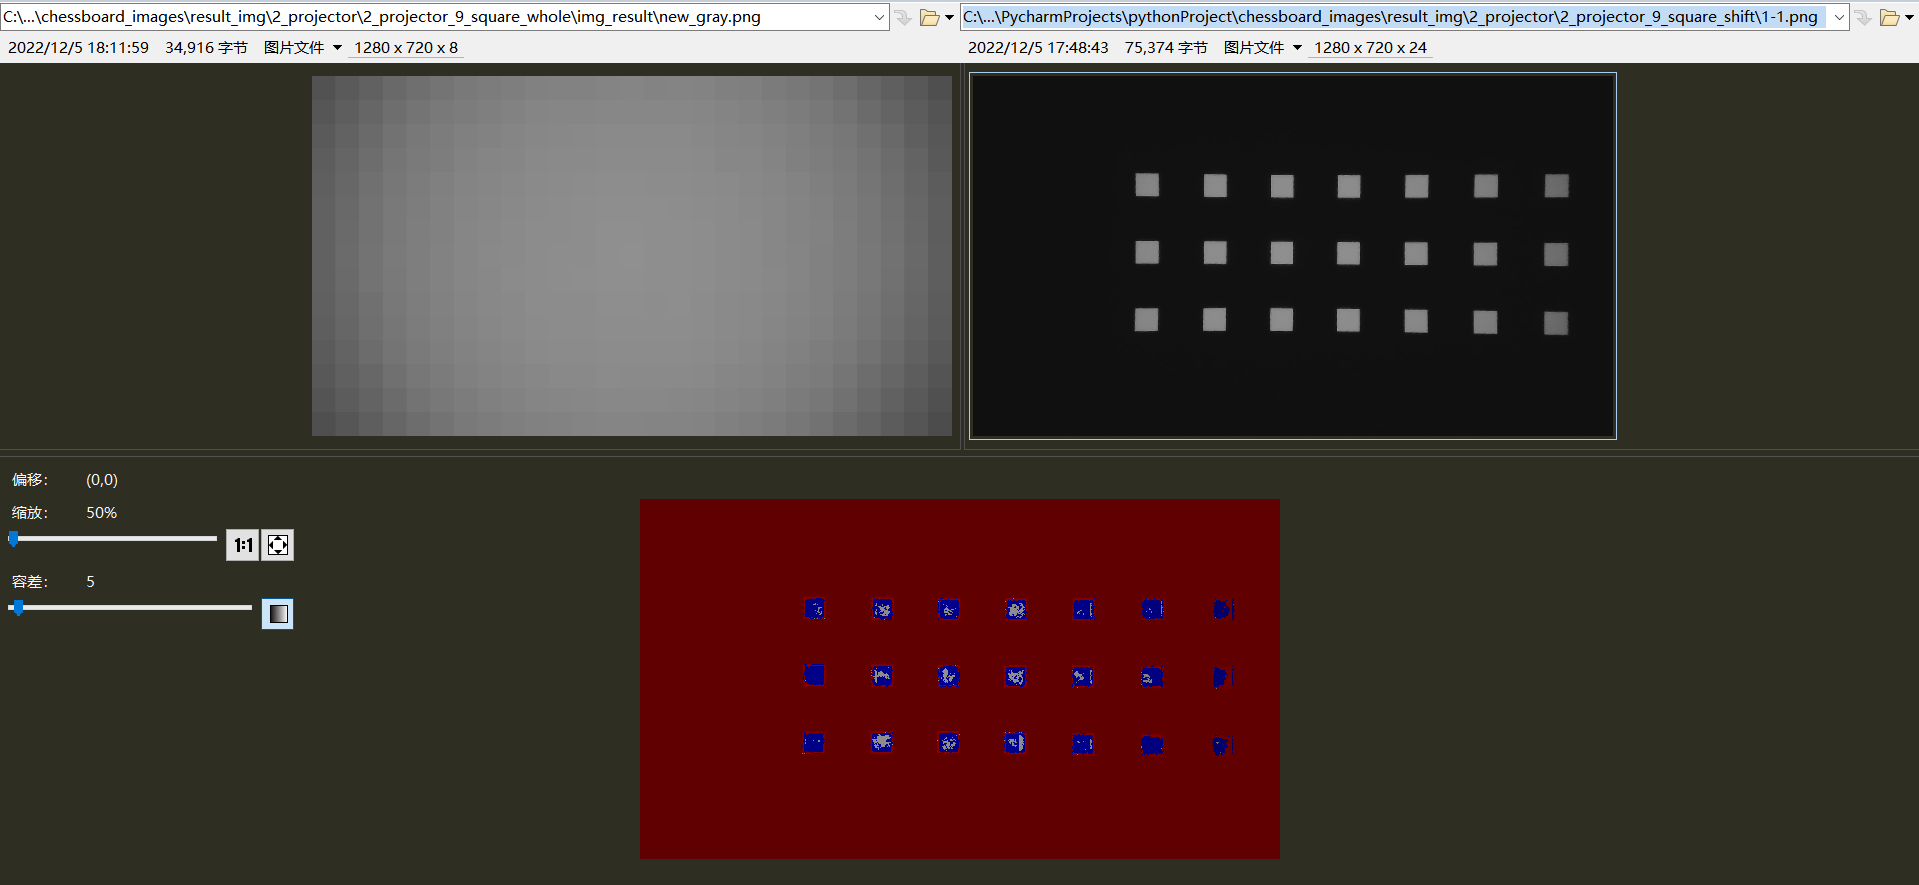 C:\...\chessboard_images\result_img\2_projector\2_projector_9_square_whole\img_result\new_gray.png
2022/12/5 18:11:59 34,916 字节 图片文件 1280 x 720 x 8
C:\...\PycharmProjects\pythonProject\chessboard_images\result_img\2_projector\2_projector_9_square_shift\1-1.png
2022/12/5 17:48:43 75,374 字节 图片文件 1280 x 720 x 24
偏移： (0,0)
缩放： 50%
1:1
容差： 5